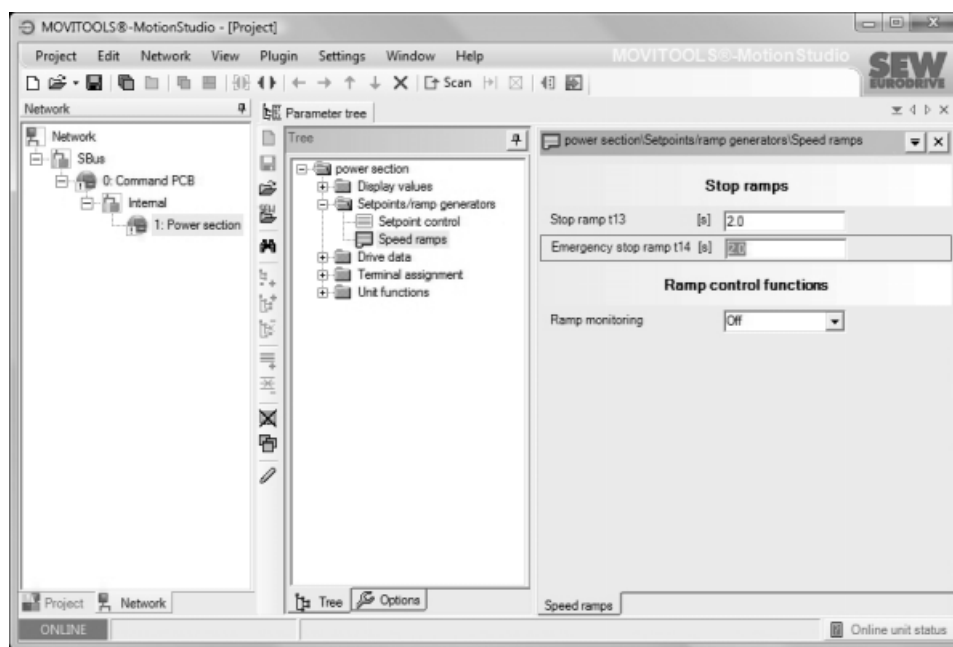 MOVITOOLS®-MotionStudio - [Project]
Project Edit Network View Plugin Settings Window Help
MOVITOOLS®-MotionStudio
SEW
EURODRIVE
Scan
Network
Parameter tree
Network
SBus
0: Command PCB
Internal
1: Power section
Tree
power section
Display values
Setpoints/ramp generators
Setpoint control
Speed ramps
Drive data
Terminal assignment
Unit functions
power section\Setpoints/ramp generators\Speed ramps
Stop ramps
Stop ramp t13 [s] 2.0
Emergency stop ramp t14 [s] 2.0
Ramp control functions
Ramp monitoring Off
Project Network
Tree Options
Speed ramps
ONLINE
Online unit status